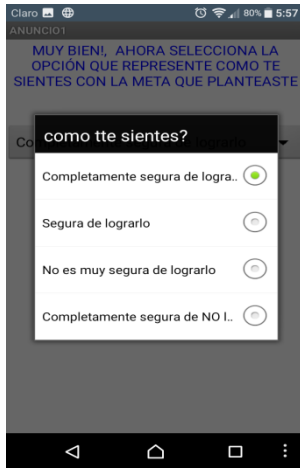 Claro 80% 5:57
ANUNCIO1
MUY BIEN!, AHORA SELECCIONA LA
OPCIÓN QUE REPRESENTE COMO TE
SIENTES CON LA META QUE PLANTEASTE
como tte sientes?
Co
Completamente segura de logra..
Segura de lograrlo
No es muy segura de lograrlo
Completamente segura de NO l..